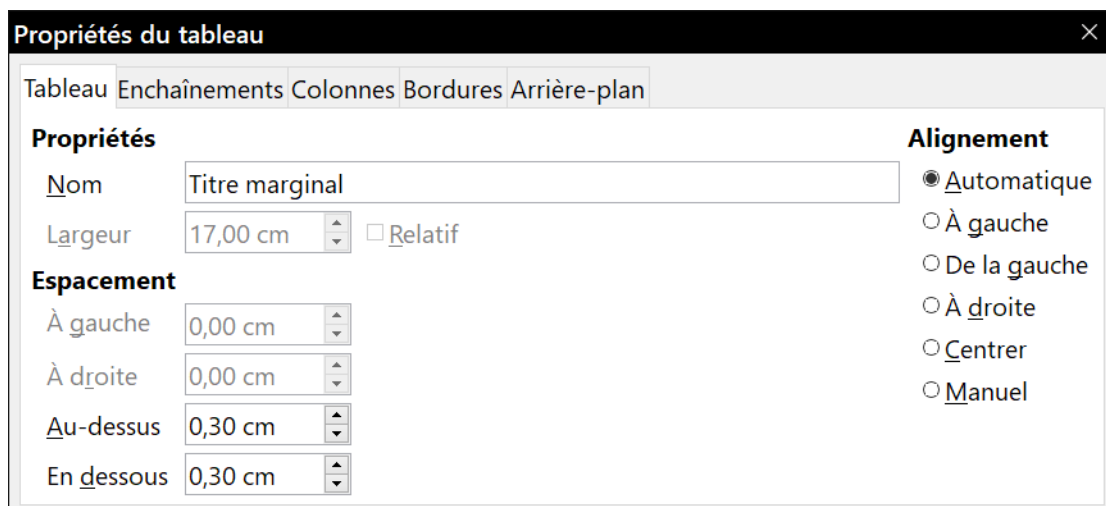 Propriétés du tableau
Tableau Enchaînements Colonnes Bordures Arrière-plan
Propriétés
Nom Titre marginal
Largeur 17,00 cm Relatif
Espacement
À gauche 0,00 cm
À droite 0,00 cm
Au-dessus 0,30 cm
En dessous 0,30 cm
Alignement
Automatique
À gauche
De la gauche
À droite
Centrer
Manuel